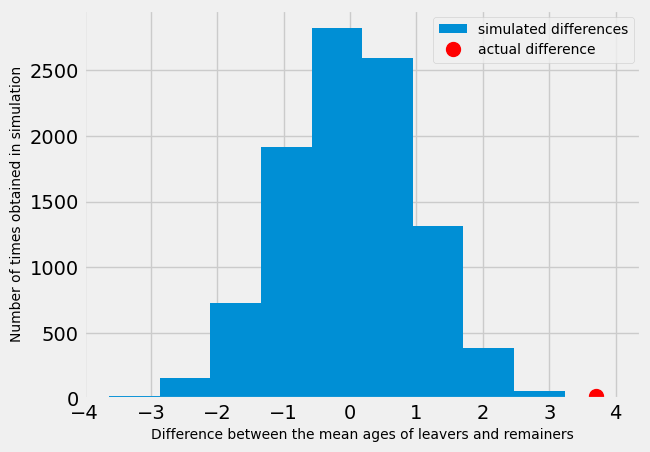 simulated differences
actual difference
Number of times obtained in simulation
2500
2000
1500
1000
500
0
−4 −3 −2 −1 0 1 2 3 4
Difference between the mean ages of leavers and remainers